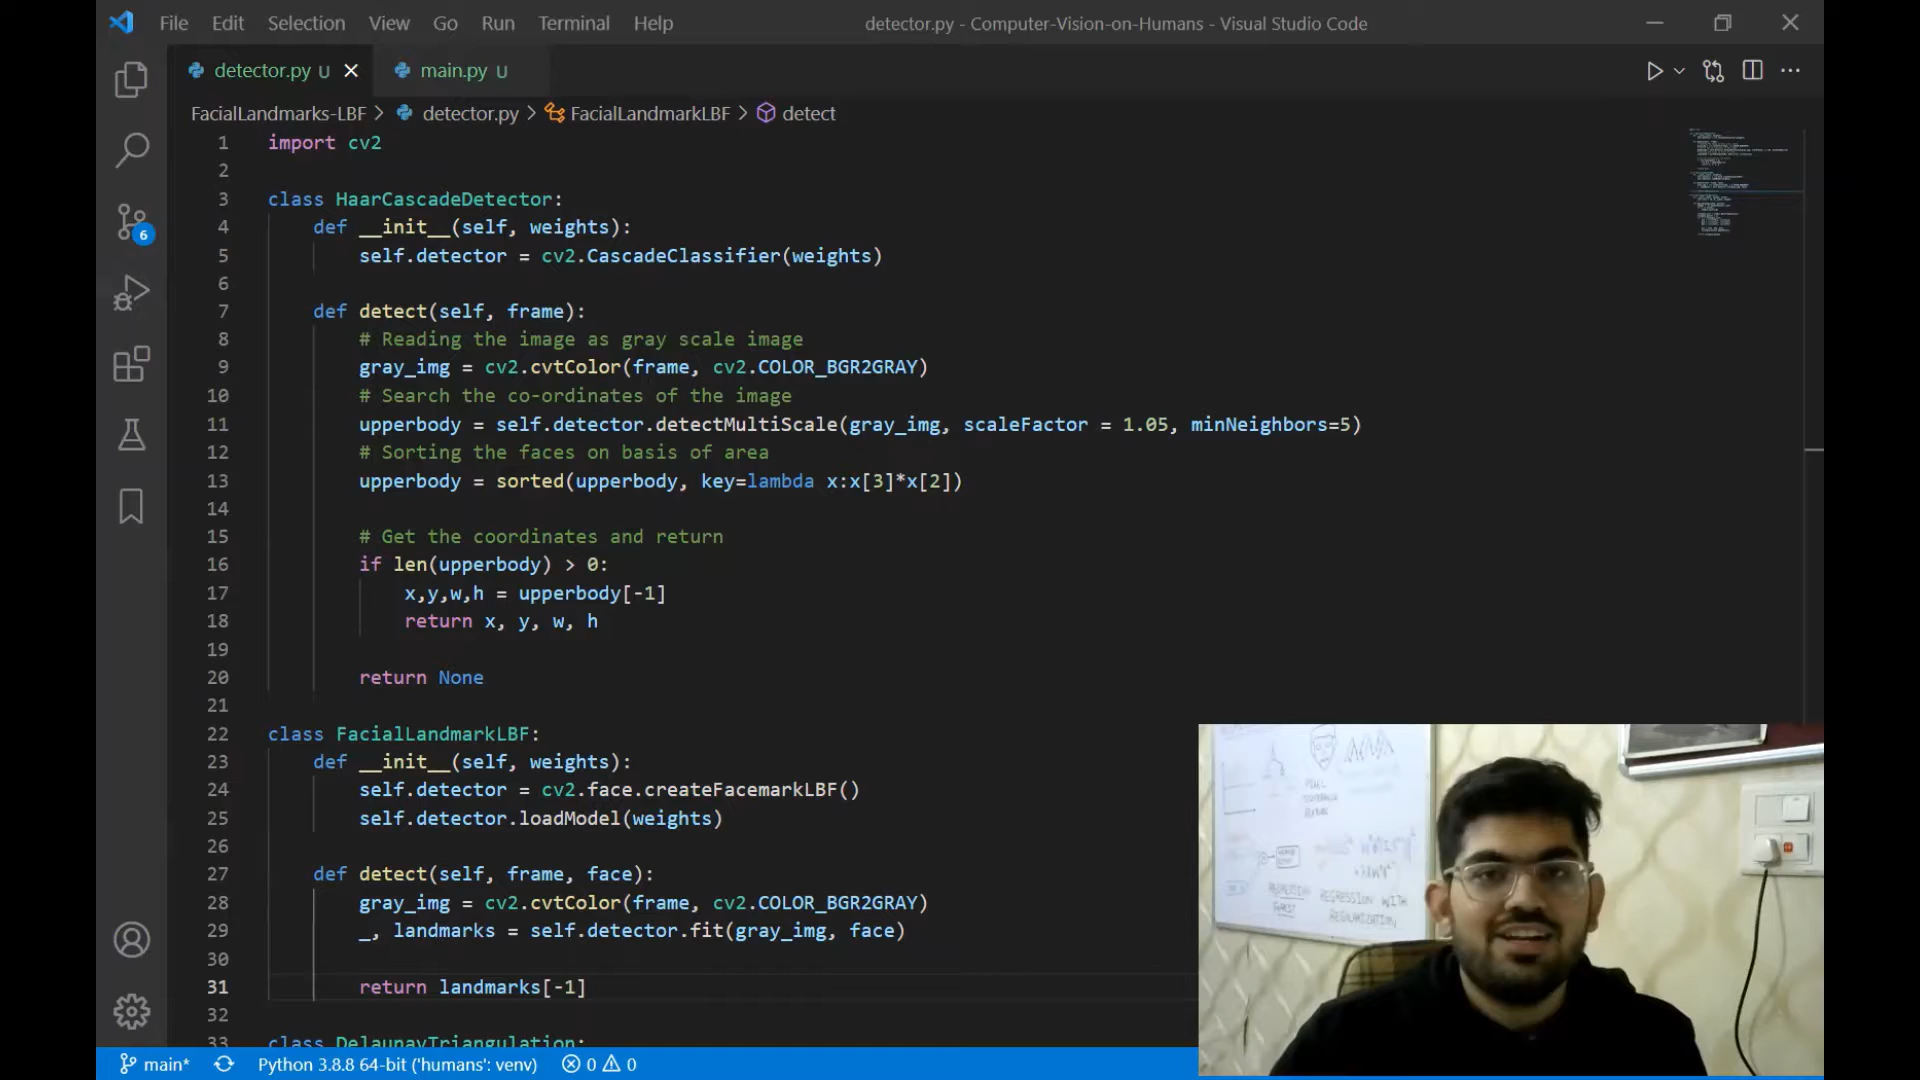 File Edit Selection View Go Run Terminal Help
detector.py - Computer-Vision-on-Humans - Visual Studio Code
detector.py U
main.py U
FacialLandmarks-LBF > detector.py > FacialLandmarkLBF > detect
1 import cv2
2
3 class HaarCascadeDetector:
4 def __init__(self, weights):
5 self.detector = cv2.CascadeClassifier(weights)
6
7 def detect(self, frame):
8 # Reading the image as gray scale image
9 gray_img = cv2.cvtColor(frame, cv2.COLOR_BGR2GRAY)
10 # Search the co-ordinates of the image
11 upperbody = self.detector.detectMultiScale(gray_img, scaleFactor = 1.05, minNeighbors=5)
12 # Sorting the faces on basis of area
13 upperbody = sorted(upperbody, key=lambda x:x[3]*x[2])
14
15 # Get the coordinates and return
16 if len(upperbody) > 0:
17 x,y,w,h = upperbody[-1]
18 return x, y, w, h
19
20 return None
21
22 class FacialLandmarkLBF:
23 def __init__(self, weights):
24 self.detector = cv2.face.createFacemarkLBF()
25 self.detector.loadModel(weights)
26
27 def detect(self, frame, face):
28 gray_img = cv2.cvtColor(frame, cv2.COLOR_BGR2GRAY)
29 _, landmarks = self.detector.fit(gray_img, face)
30
31 return landmarks[-1]
32
33 class DelaunayTriangulation:
6
main* Python 3.8.8 64-bit ('humans': venv) 0 0
REGRESSION WITH
REGULARIZATION